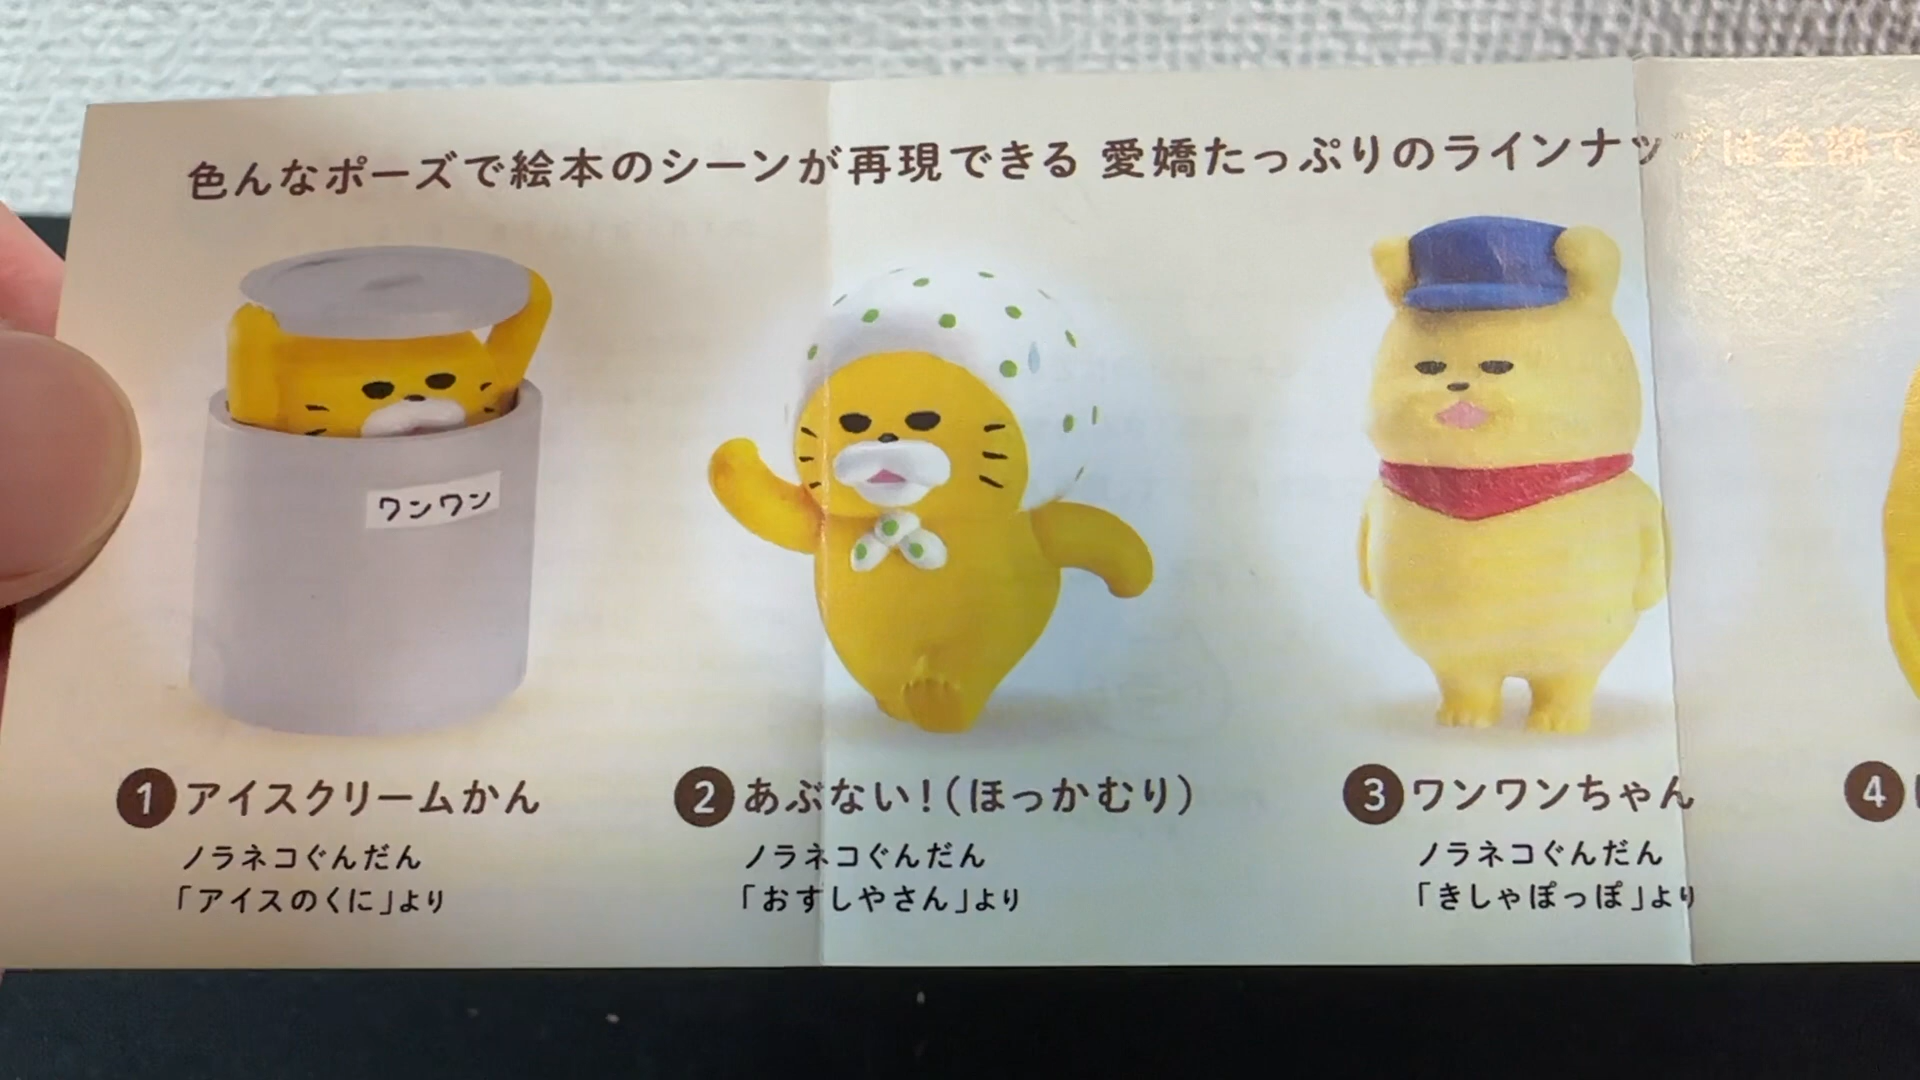 色んなポーズで絵本のシーンが再現できる 愛嬌たっぷりのラインナップは全部で
ワンワン
1 アイスクリームかん
ノラネコぐんだん
「アイスのくに」より
2 あぶない！（ほっかむり）
ノラネコぐんだん
「おすしやさん」より
3 ワンワンちゃん
ノラネコぐんだん
「きしゃぽっぽ」より
4